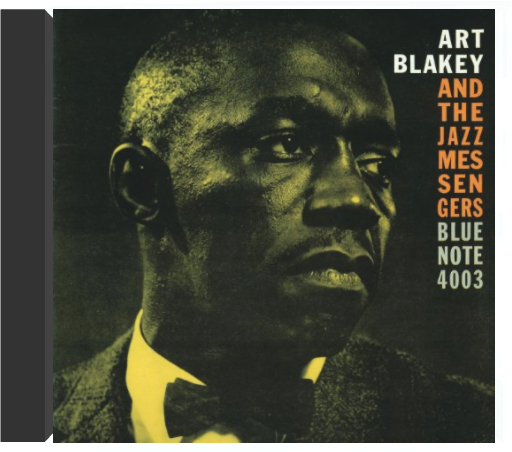 ART
BLAKEY
AND
THE
JAZZ
MES
SEN
GERS
BLUE
NOTE
4003